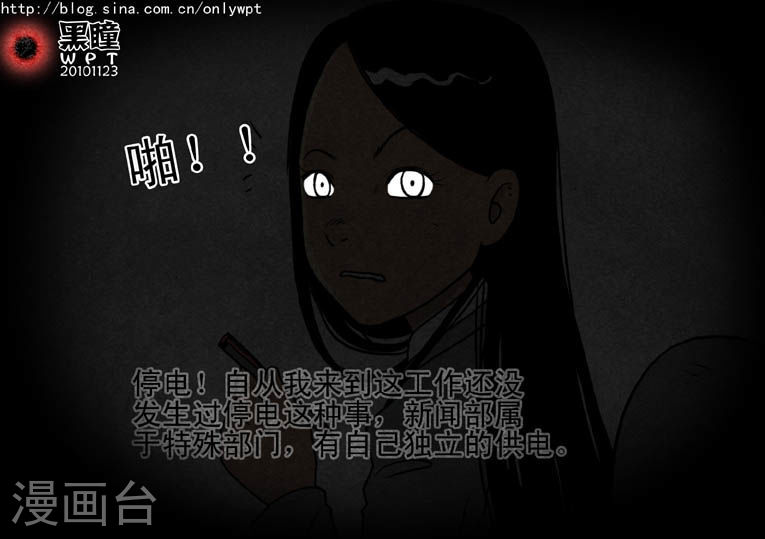 http://blog.sina.com.cn/onlywpt
黑瞳
WPT
20101123
啪！！
停电！自从我来到这工作还没
发生过停电这种事，新闻部属
于特殊部门，有自己独立的供电。
漫画台